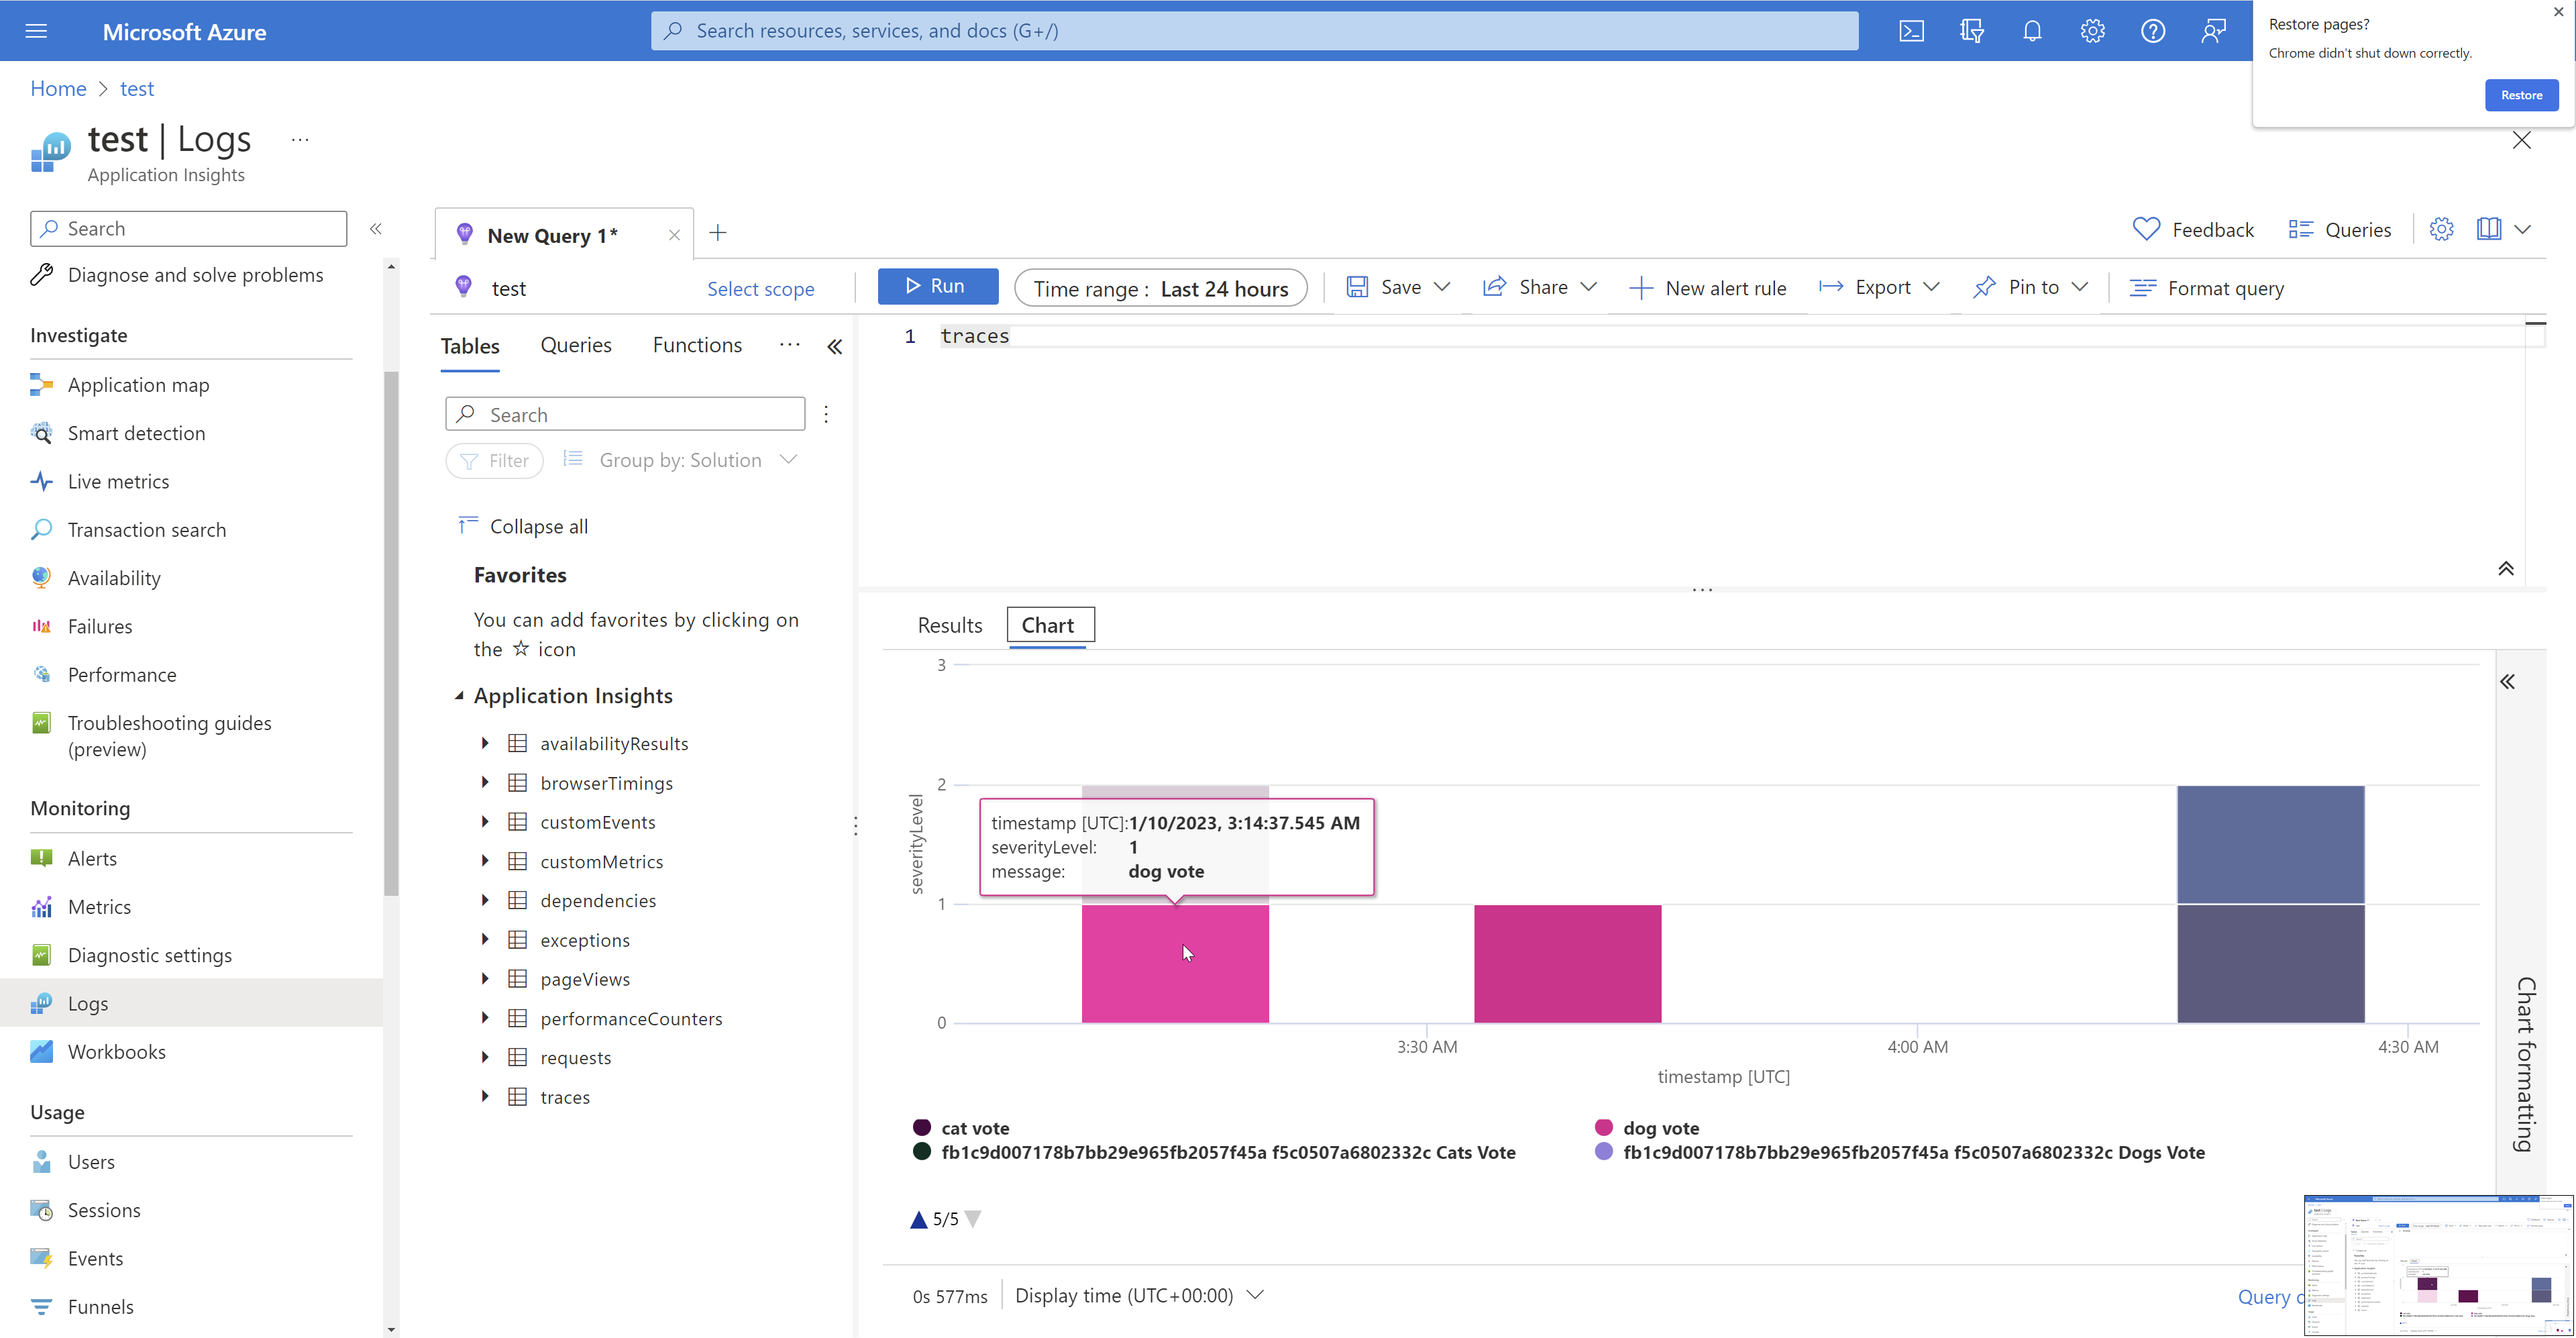 Microsoft Azure
Search resources, services, and docs (G+/)
Restore pages?
Chrome didn't shut down correctly.
Restore
Home > test
test | Logs ...
Application Insights
Search
Diagnose and solve problems
Investigate
Application map
Smart detection
Live metrics
Transaction search
Availability
Failures
Performance
Troubleshooting guides
(preview)
Monitoring
Alerts
Metrics
Diagnostic settings
Logs
Workbooks
Usage
Users
Sessions
Events
Funnels
New Query 1*
Feedback
Queries
test
Select scope
Run
Time range : Last 24 hours
Save
Share
New alert rule
Export
Pin to
Format query
Tables
Queries
Functions
...
Search
Filter
Group by: Solution
Collapse all
Favorites
You can add favorites by clicking on
the ☆ icon
Application Insights
availabilityResults
browserTimings
customEvents
customMetrics
dependencies
exceptions
pageViews
performanceCounters
requests
traces
1 traces
Results
Chart
3
2
1
0
severityLevel
timestamp [UTC]:1/10/2023, 3:14:37.545 AM
severityLevel: 1
message: dog vote
3:30 AM
4:00 AM
4:30 AM
timestamp [UTC]
cat vote
dog vote
fb1c9d007178b7bb29e965fb2057f45a f5c0507a6802332c Cats Vote
fb1c9d007178b7bb29e965fb2057f45a f5c0507a6802332c Dogs Vote
5/5
Chart formatting
0s 577ms
Display time (UTC+00:00)
Query